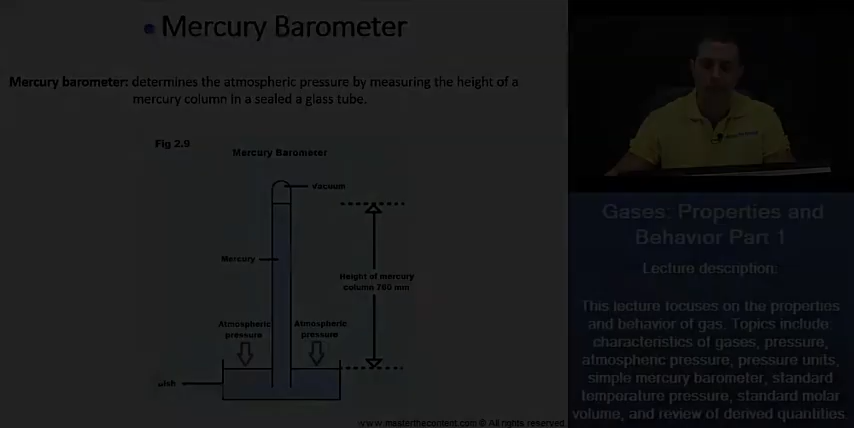 • Mercury Barometer
Mercury barometer: determines the atmospheric pressure by measuring the height of a
mercury column in a sealed a glass tube.
Fig 2.9
Mercury Barometer
Vacuum
Mercury
Height of mercury
column 760 mm
Atmospheric
pressure
Atmospheric
pressure
Dish
www.masterthecontent.com © All rights reserved.
Gases: Properties and
Behavior Part 1
Lecture description:
This lecture focuses on the properties
and behavior of gas. Topics include:
characteristics of gases, pressure,
atmospheric pressure, pressure units,
simple mercury barometer, standard
temperature pressure, standard molar
volume, and review of derived quantities.